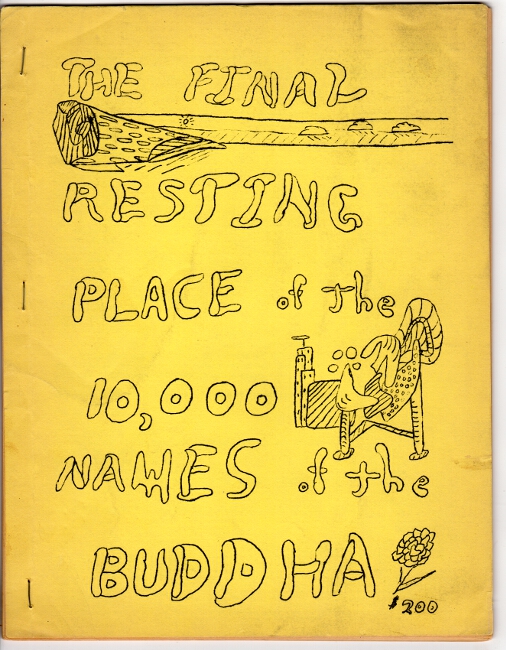 THE FINAL
RESTING
PLACE of the
10,000
NAMES of the
BUDDHA
$200